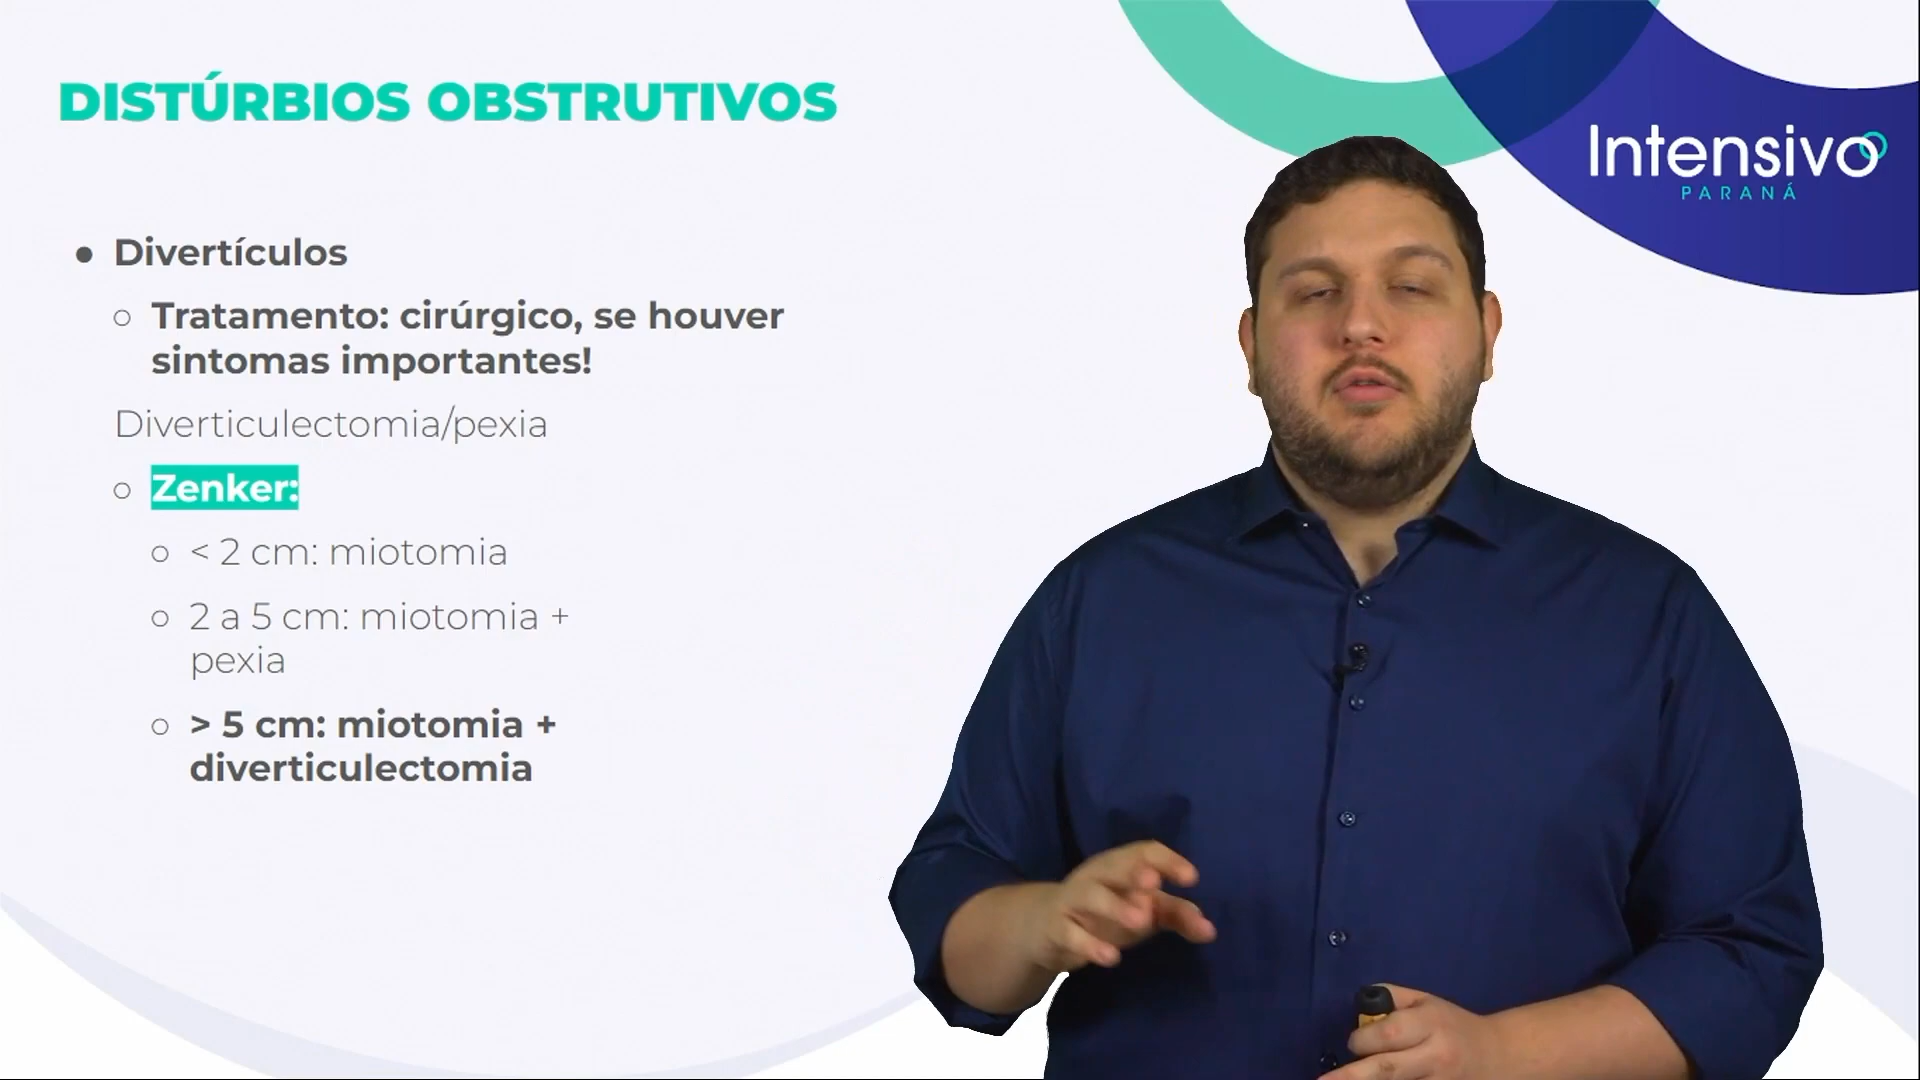 DISTÚRBIOS OBSTRUTIVOS
Intensivo
PARANÁ
● Divertículos
○ Tratamento: cirúrgico, se houver
sintomas importantes!
Diverticulectomia/pexia
○ Zenker:
○ < 2 cm: miotomia
○ 2 a 5 cm: miotomia +
pexia
○ > 5 cm: miotomia +
diverticulectomia